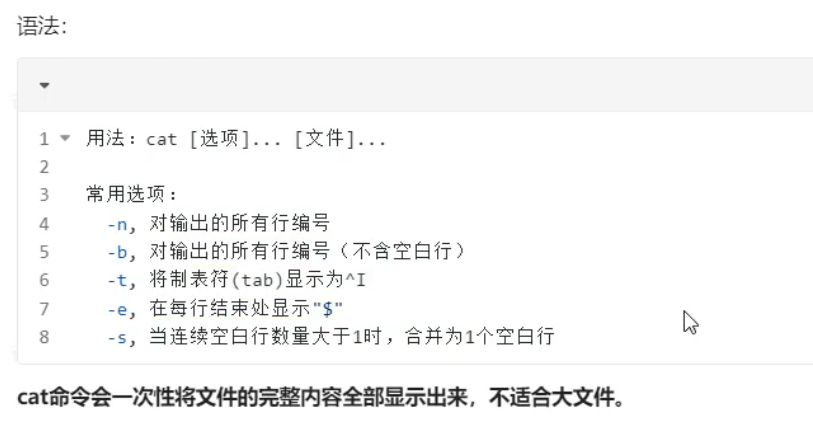 语法:
1 用法：cat [选项]... [文件]...
2
3 常用选项：
4 -n, 对输出的所有行编号
5 -b, 对输出的所有行编号（不含空白行）
6 -t, 将制表符(tab)显示为^I
7 -e, 在每行结束处显示"$"
8 -s, 当连续空白行数量大于1时，合并为1个空白行
cat命令会一次性将文件的完整内容全部显示出来，不适合大文件。